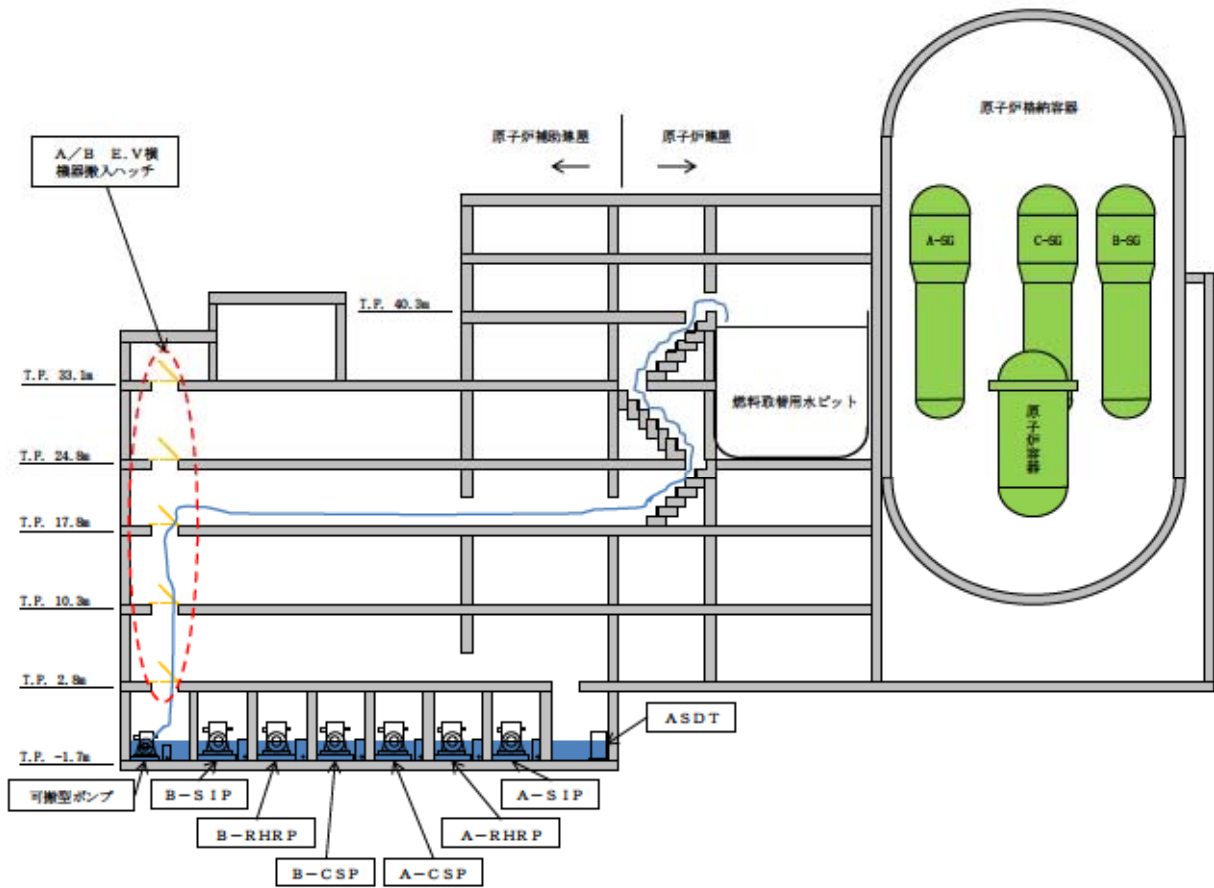 原子炉格納容器
原子炉補助建屋
原子炉建屋
←
→
A/B E.V横
機器搬入ハッチ
A-SG
C-SG
B-SG
T.P. 40.3m
T.P. 33.1m
燃料取替用水ピット
原子炉容器
T.P. 24.8m
T.P. 17.8m
T.P. 10.3m
T.P. 2.8m
ASDT
T.P. -1.7m
可搬型ポンプ
B-SIP
A-SIP
B-RHRP
A-RHRP
B-CSP
A-CSP